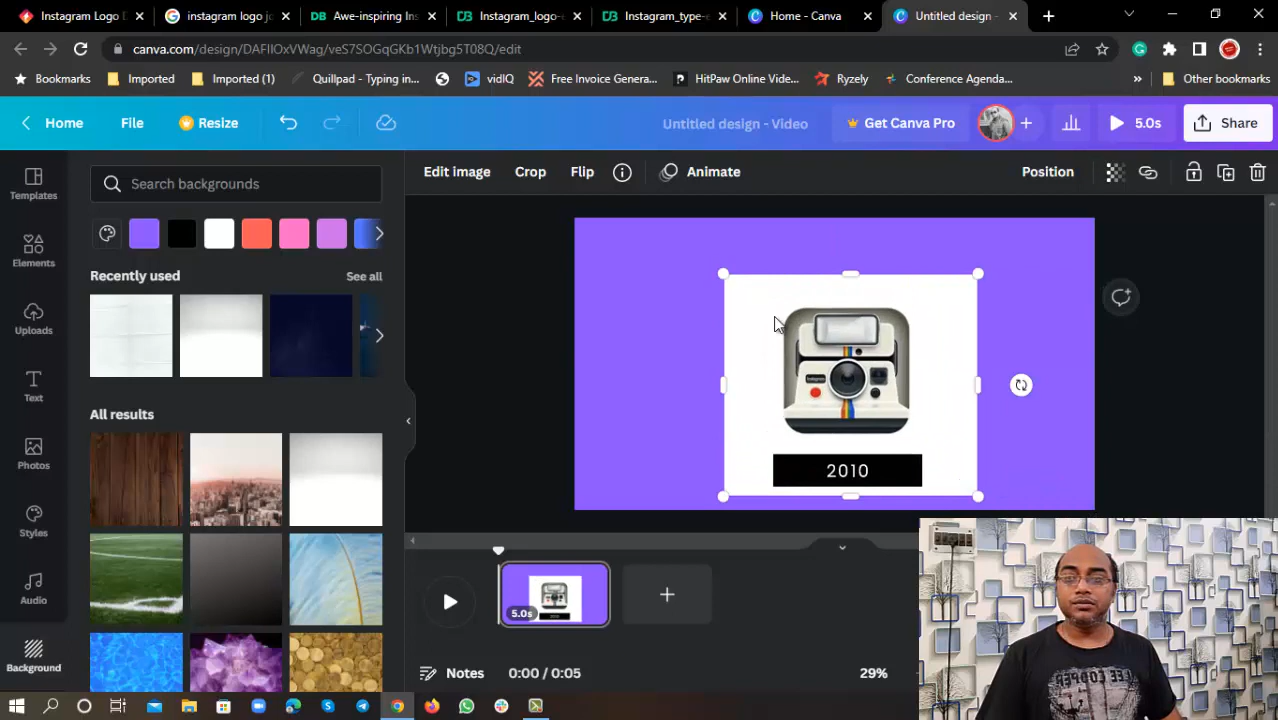 Instagram Logo D
instagram logo jo
Awe-inspiring Ins
Instagram_logo-
Instagram_type-e
Home - Canva
Untitled design -
canva.com/design/DAFIIOxVWag/veS7SOGqGKb1Wtjbg5T08Q/edit
Bookmarks
Imported
Imported (1)
Quillpad - Typing in...
vidIQ
Free Invoice Genera...
HitPaw Online Vide...
Ryzely
Conference Agenda...
»
Other bookmarks
Home
File
Resize
Untitled design - Video
Get Canva Pro
+
5.0s
Share
Templates
Elements
Uploads
Text
Photos
Styles
Audio
Background
Search backgrounds
Recently used
See all
All results
Edit image
Crop
Flip
Animate
Position
Instagram
2010
5.0s
+
Notes
0:00 / 0:05
29%